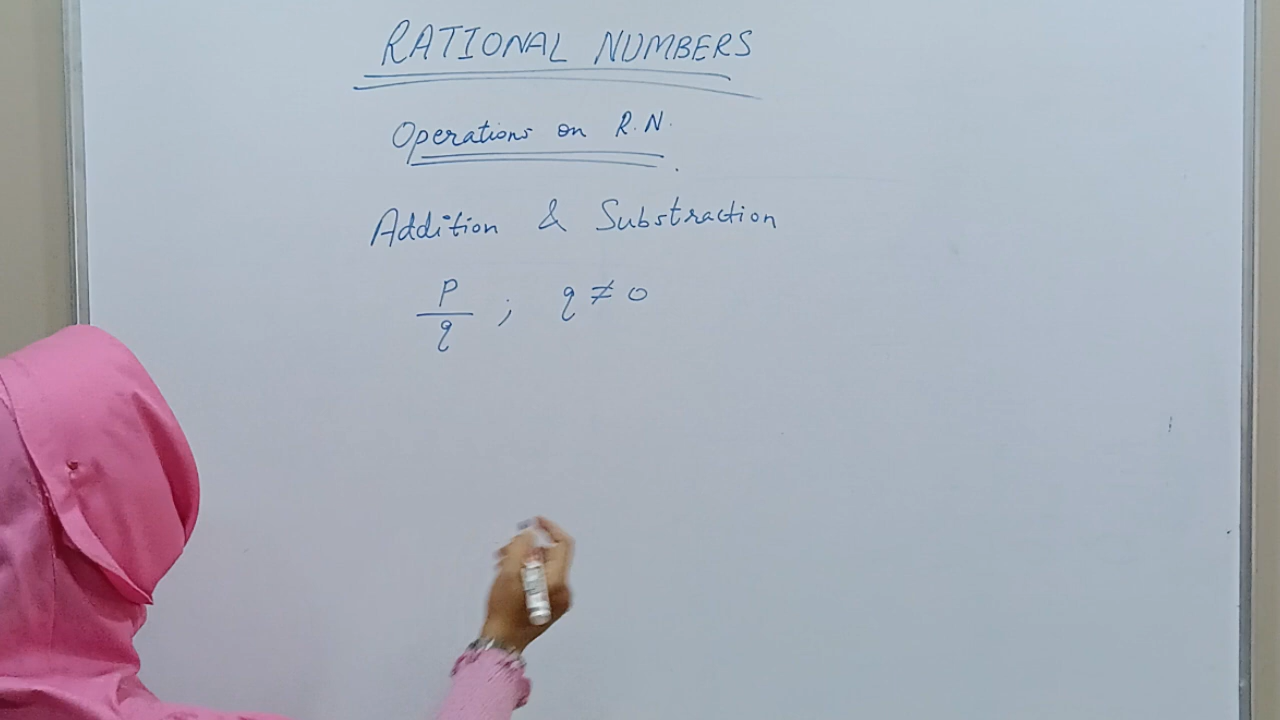 RATIONAL NUMBERS
Operations on R.N.
Addition & Substraction
p/q ; q ≠ 0